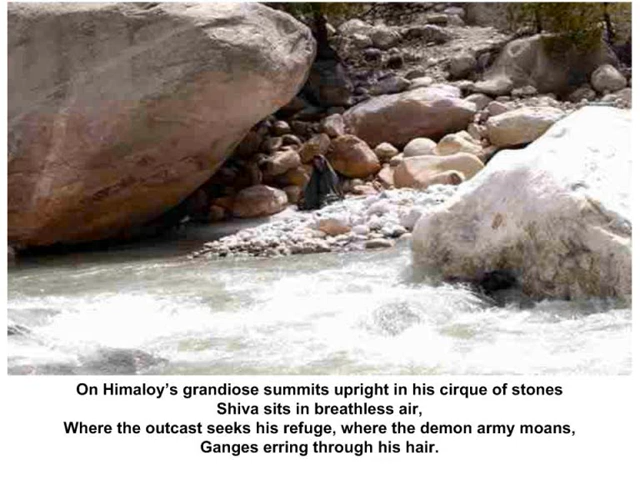 On Himaloy's grandiose summits upright in his cirque of stones
Shiva sits in breathless air,
Where the outcast seeks his refuge, where the demon army moans,
Ganges erring through his hair.